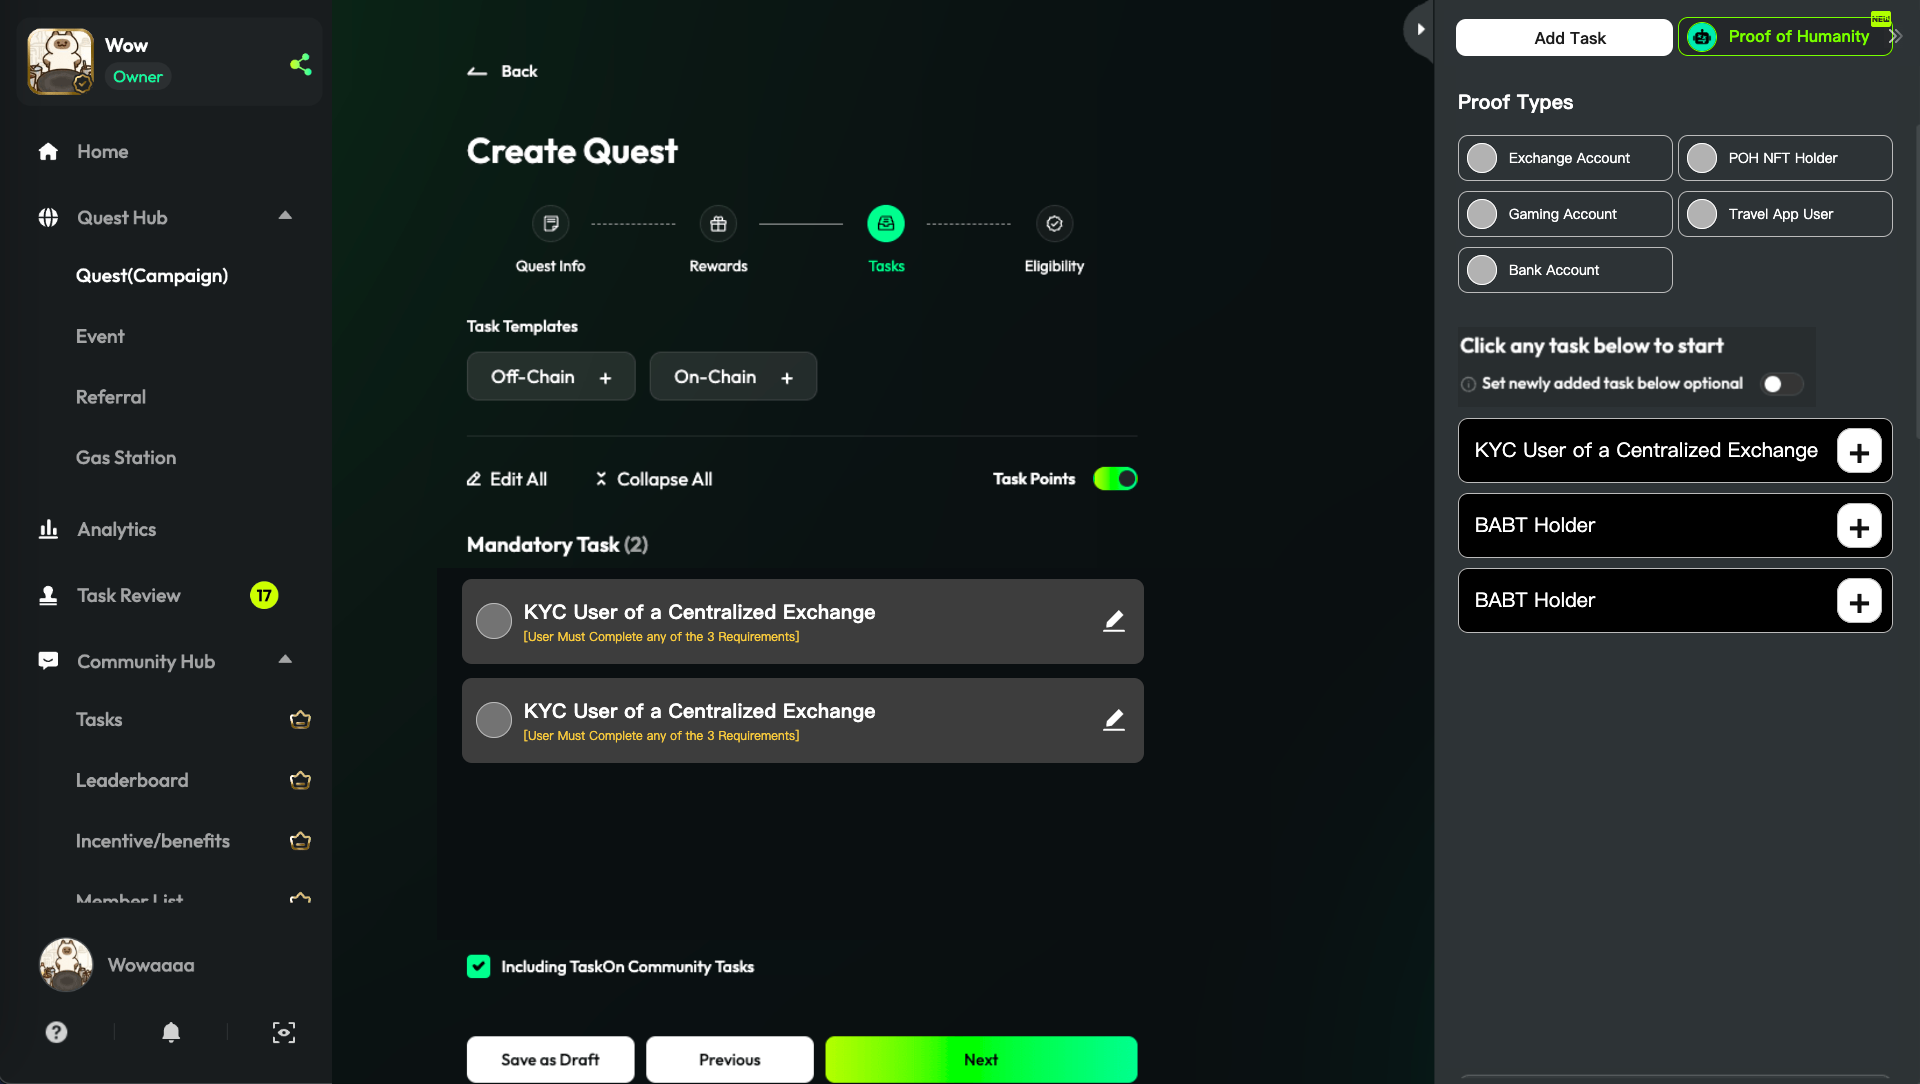 Wow
Owner
Home
Quest Hub
Quest(Campaign)
Event
Referral
Gas Station
Analytics
Task Review
17
Community Hub
Tasks
Leaderboard
Incentive/benefits
Member List
Wowaaaa
Back
Create Quest
Quest Info
Rewards
Tasks
Eligibility
Task Templates
Off-Chain +
On-Chain +
Edit All
Collapse All
Task Points
Mandatory Task (2)
KYC User of a Centralized Exchange
[User Must Complete any of the 3 Requirements]
KYC User of a Centralized Exchange
[User Must Complete any of the 3 Requirements]
Including TaskOn Community Tasks
Save as Draft
Previous
Next
Add Task
NEW
Proof of Humanity
Proof Types
Exchange Account
POH NFT Holder
Gaming Account
Travel App User
Bank Account
Click any task below to start
Set newly added task below optional
KYC User of a Centralized Exchange
BABT Holder
BABT Holder